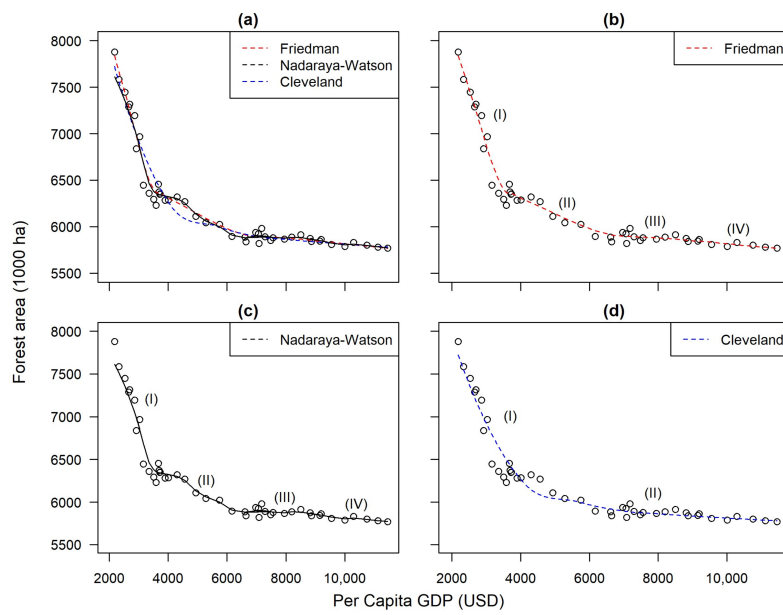 (a)
8000
7500
7000
6500
6000
5500
Friedman
Nadaraya-Watson
Cleveland
(b)
Friedman
(I)
(II)
(III)
(IV)
Forest area (1000 ha)
(c)
8000
7500
7000
6500
6000
5500
Nadaraya-Watson
(I)
(II)
(III)
(IV)
2000 4000 6000 8000 10,000
(d)
Cleveland
(I)
(II)
2000 4000 6000 8000 10,000
Per Capita GDP (USD)